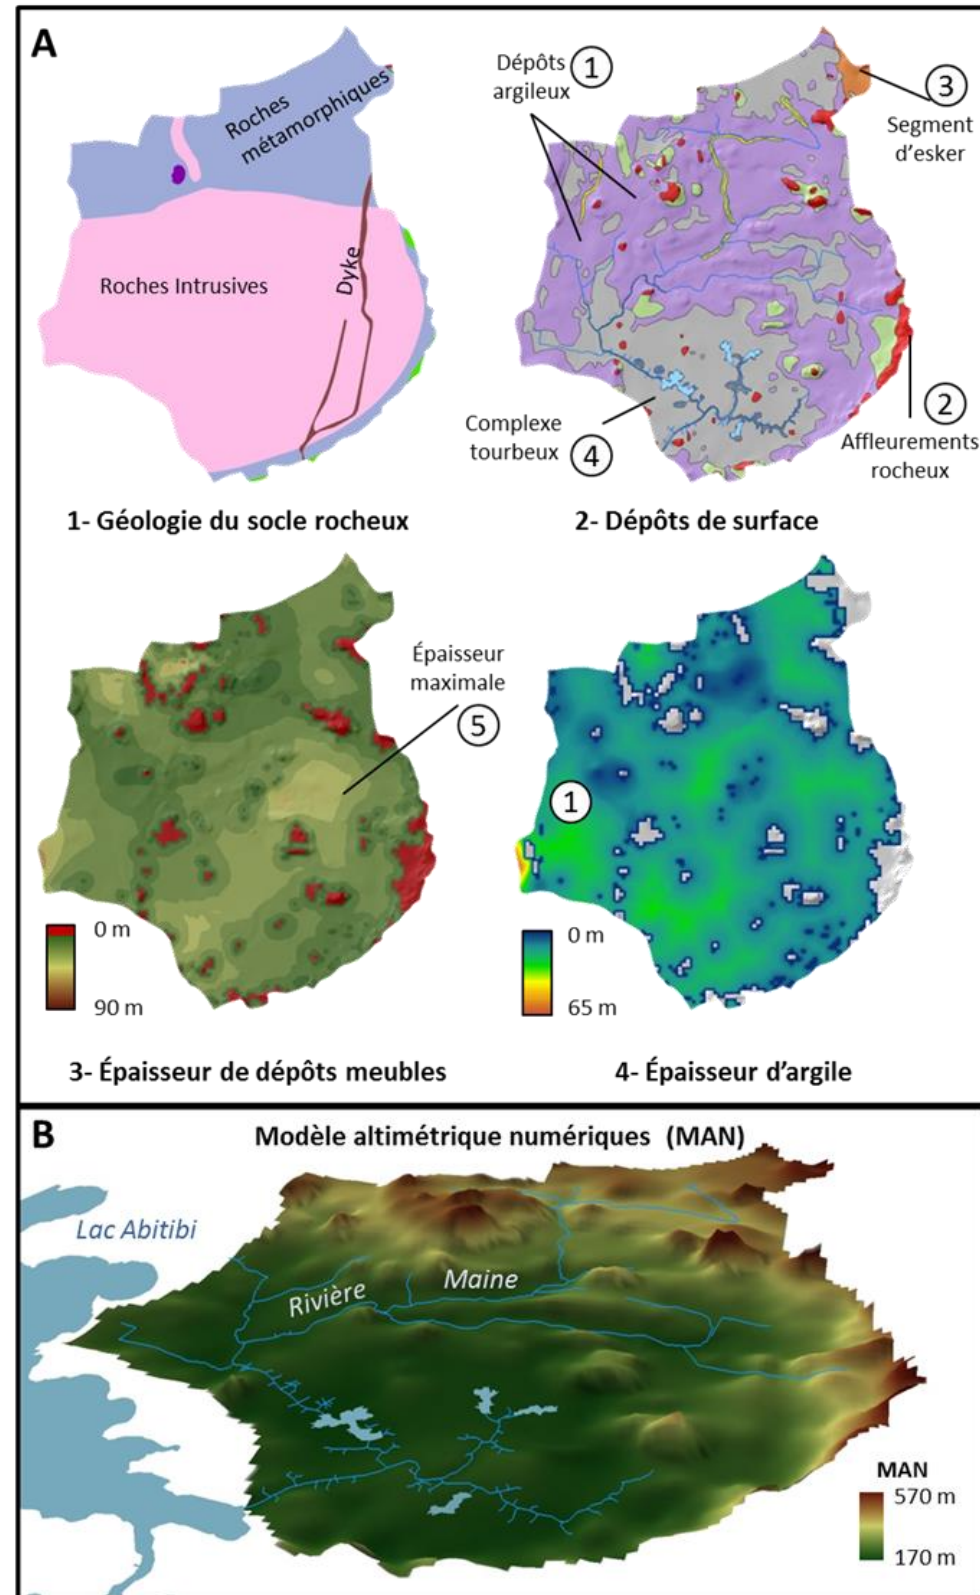 A
Roches
métamorphiques
Roches Intrusives
Dyke
1- Géologie du socle rocheux
Dépôts
argileux
1
3
Segment
d'esker
2
Affleurements
rocheux
Complexe
tourbeux
4
2- Dépôts de surface
Épaisseur
maximale
5
0 m
90 m
3- Épaisseur de dépôts meubles
1
0 m
65 m
4- Épaisseur d'argile
B
Modèle altimétrique numériques (MAN)
Lac Abitibi
Rivière
Maine
MAN
570 m
170 m